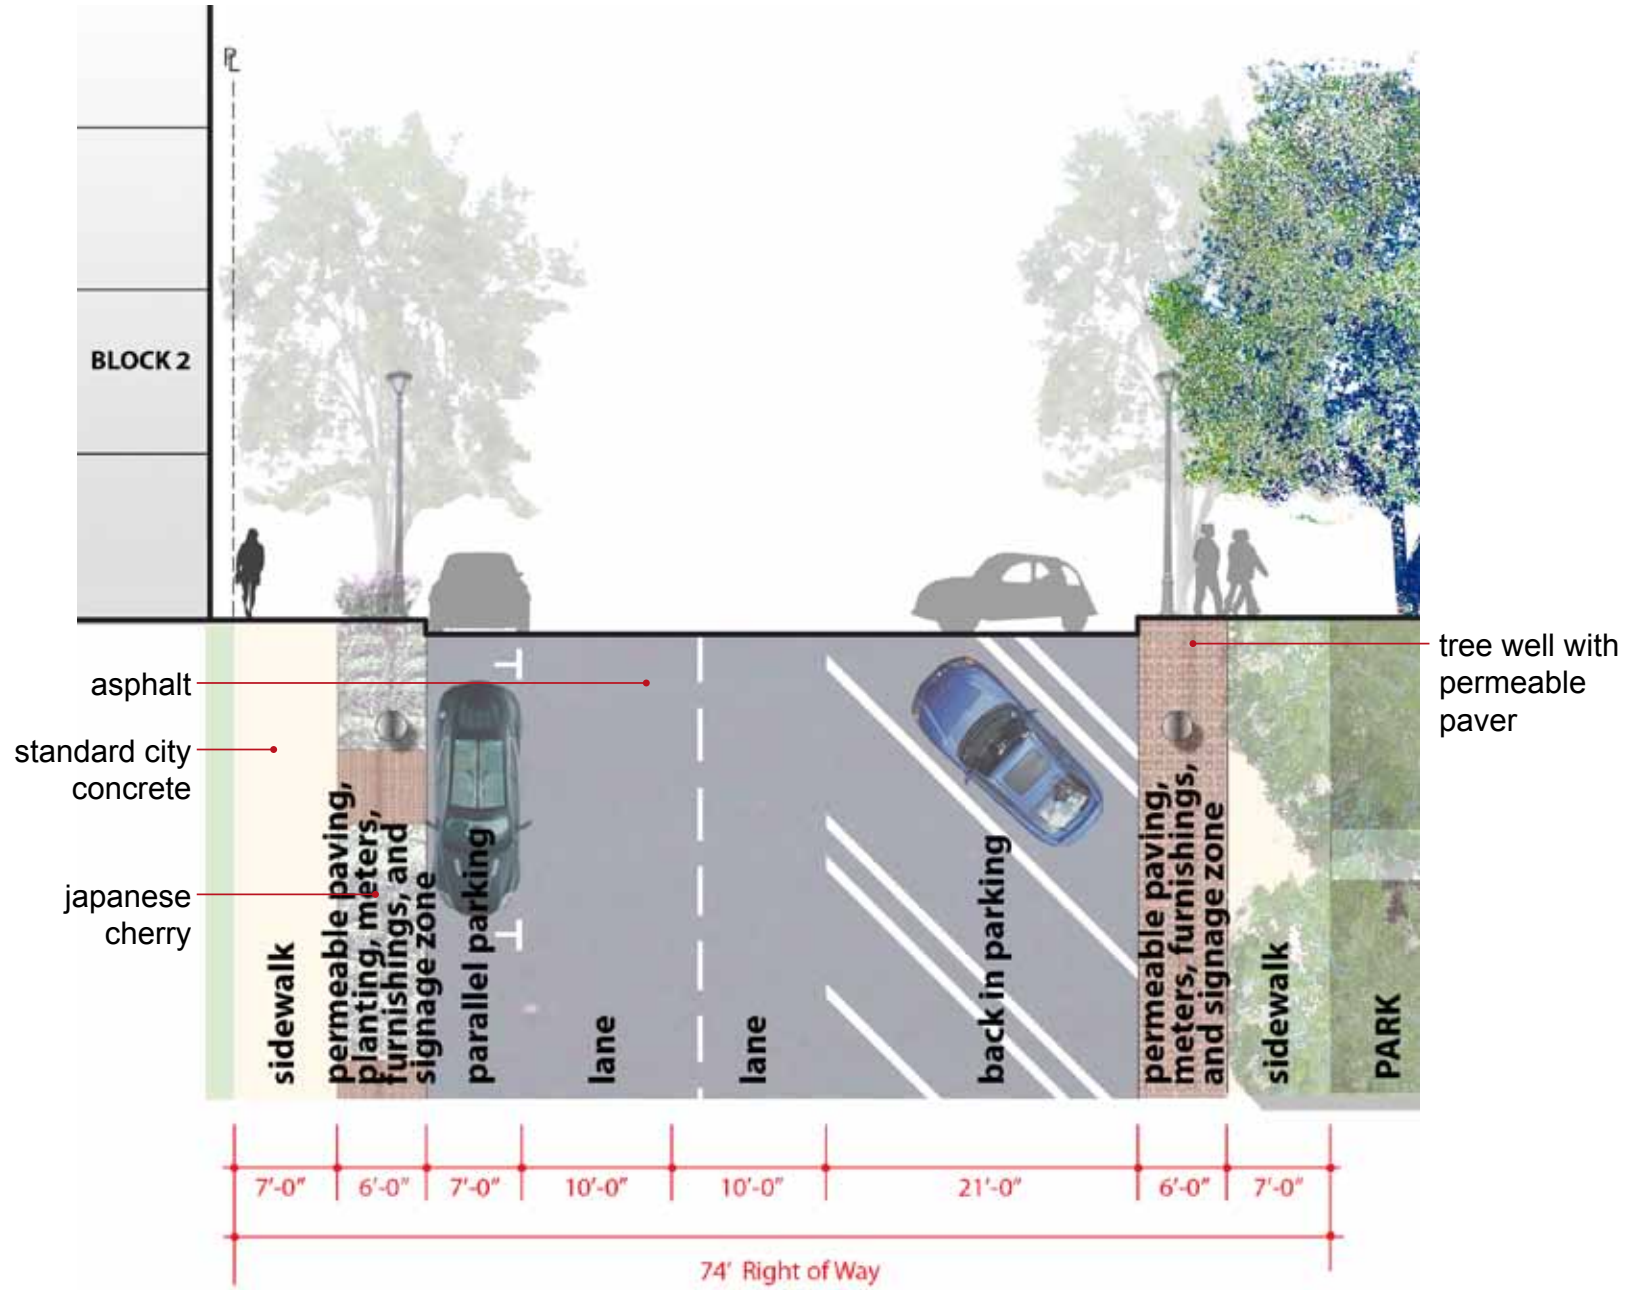 PL
BLOCK 2
asphalt
standard city
concrete
japanese
cherry
tree well with
permeable
paver
sidewalk
permeable paving,
planting, meters,
furnishings, and
signage zone
parallel parking
lane
lane
back in parking
permeable paving,
meters, furnishings,
and signage zone
sidewalk
PARK
7'-0" 6'-0" 7'-0" 10'-0" 10'-0" 21'-0" 6'-0" 7'-0"
74' Right of Way